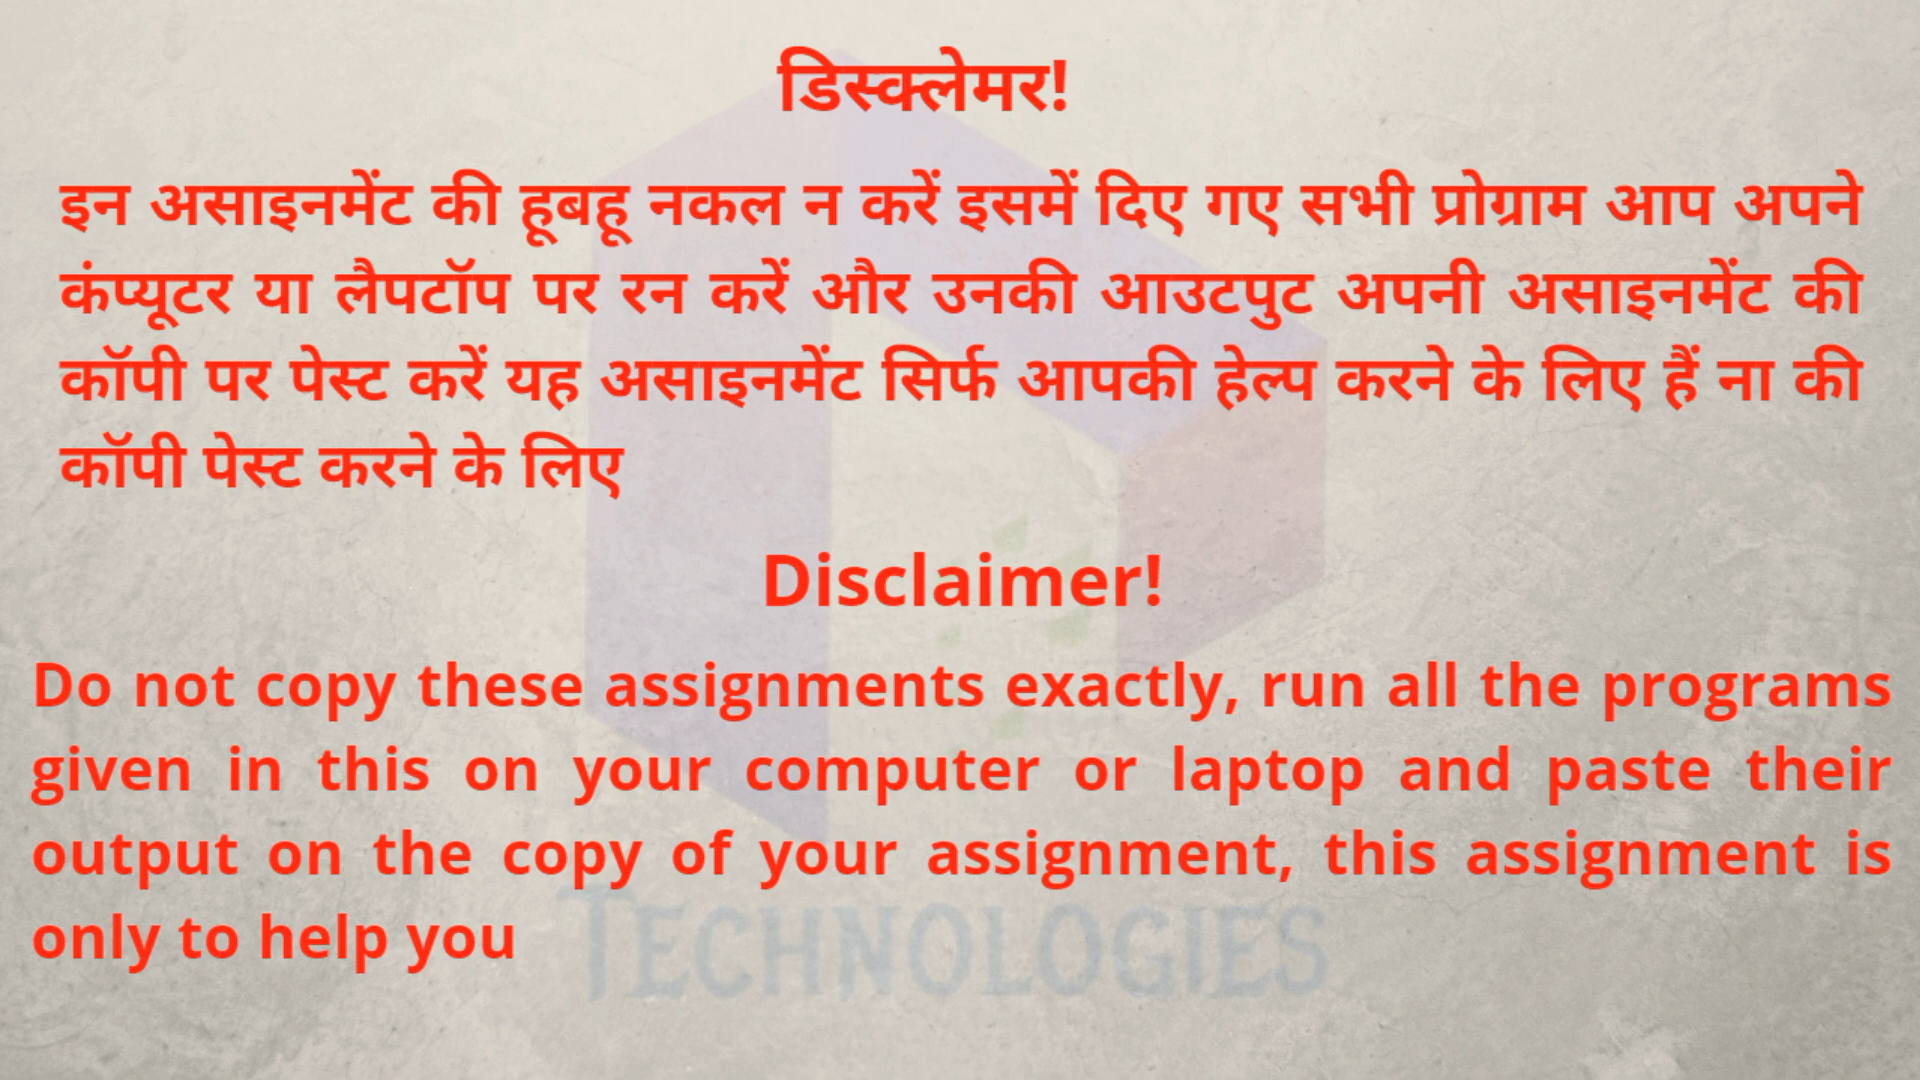 डिस्क्लेमर!
इन असाइनमेंट की हूबहू नकल न करें इसमें दिए गए सभी प्रोग्राम आप अपने
कंप्यूटर या लैपटॉप पर रन करें और उनकी आउटपुट अपनी असाइनमेंट की
कॉपी पर पेस्ट करें यह असाइनमेंट सिर्फ आपकी हेल्प करने के लिए हैं ना की
कॉपी पेस्ट करने के लिए
Disclaimer!
Do not copy these assignments exactly, run all the programs
given in this on your computer or laptop and paste their
output on the copy of your assignment, this assignment is
only to help you
TECHNOLOGIES